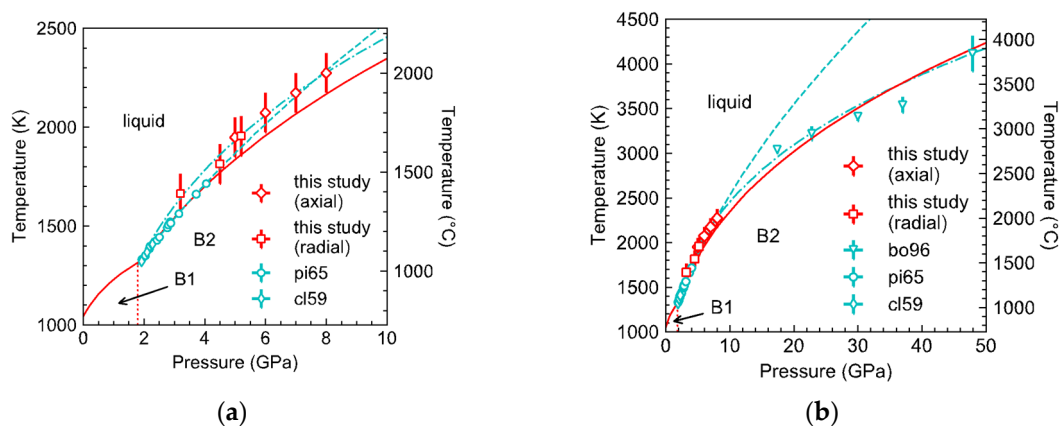 2500
2000
1500
1000
Temperature (K)
liquid
B2
B1
this study
(axial)
this study
(radial)
pi65
cl59
2000
1500
1000
Temperature (°C)
0 2 4 6 8 10
Pressure (GPa)
(a)
4500
4000
3500
3000
2500
2000
1500
1000
Temperature (K)
liquid
B2
B1
this study
(axial)
this study
(radial)
bo96
pi65
cl59
4000
3500
3000
2500
2000
1500
1000
Temperature (°C)
0 10 20 30 40 50
Pressure (GPa)
(b)